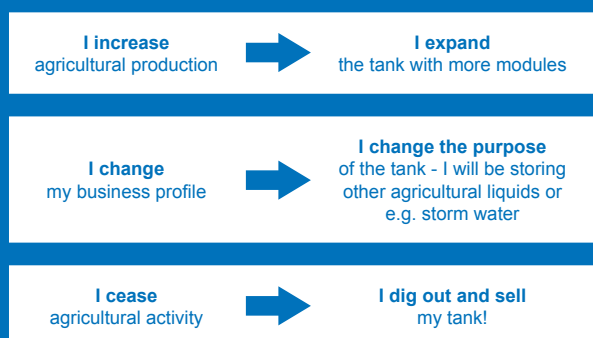 I increase
agricultural production
I expand
the tank with more modules
I change
my business profile
I change the purpose
of the tank - I will be storing
other agricultural liquids or
e.g. storm water
I cease
agricultural activity
I dig out and sell
my tank!